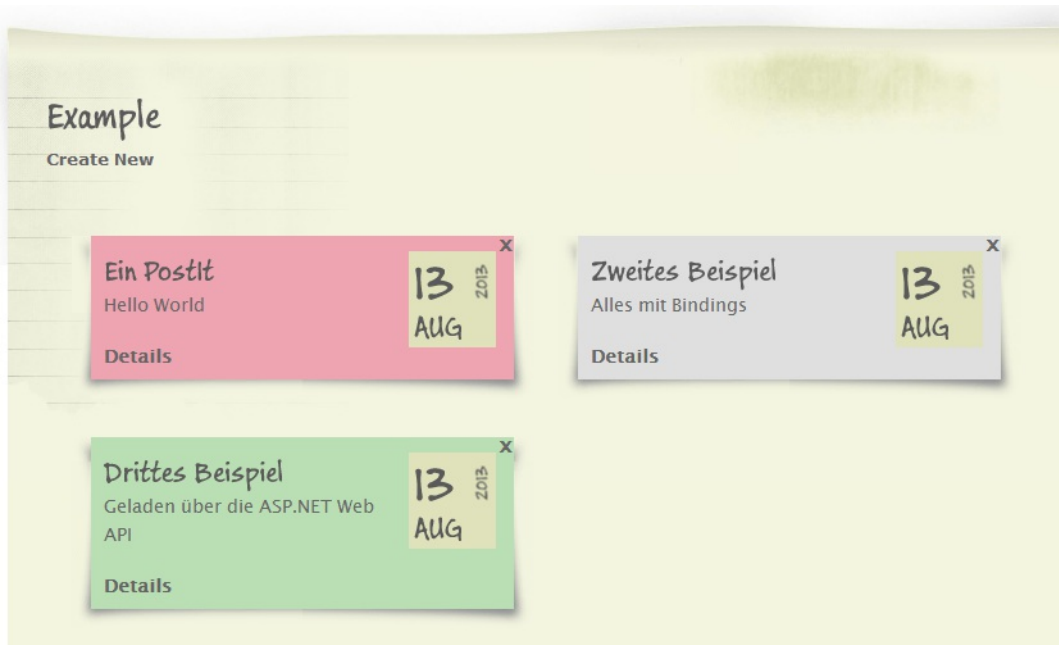 Example
Create New
X
Ein PostIt
Hello World
13
2013
AUG
Details
X
Zweites Beispiel
Alles mit Bindings
13
2013
AUG
Details
X
Drittes Beispiel
Geladen über die ASP.NET Web
API
13
2013
AUG
Details